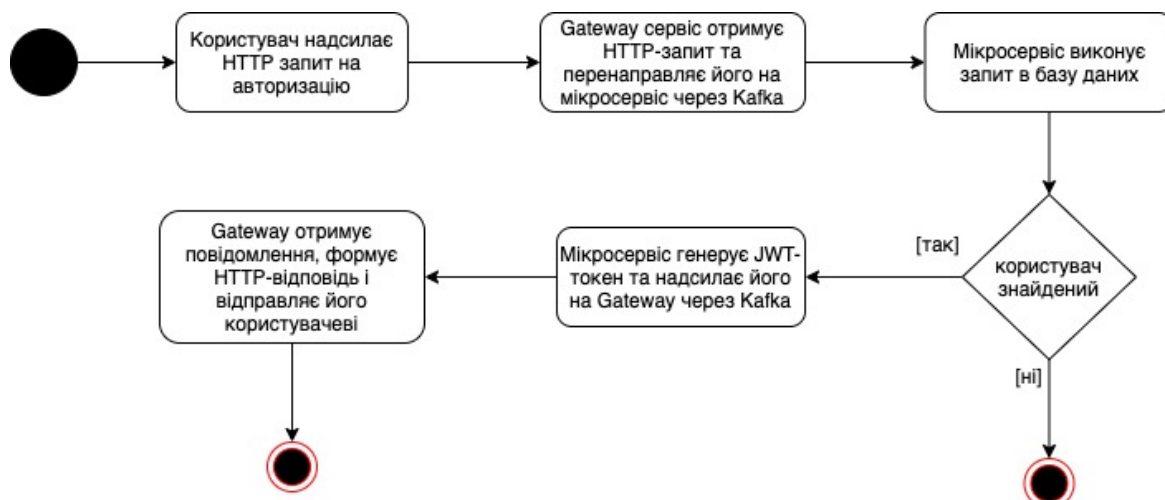 Користувач надсилає
HTTP запит на
авторизацію
Gateway сервіс отримує
HTTP-запит та
перенаправляє його на
мікросервіс через Kafka
Мікросервіс виконує
запит в базу даних
користувач
знайдений
[так]
Мікросервіс генерує JWT-
токен та надсилає його
на Gateway через Kafka
Gateway отримує
повідомлення, формує
HTTP-відповідь і
відправляє його
користувачеві
[ні]